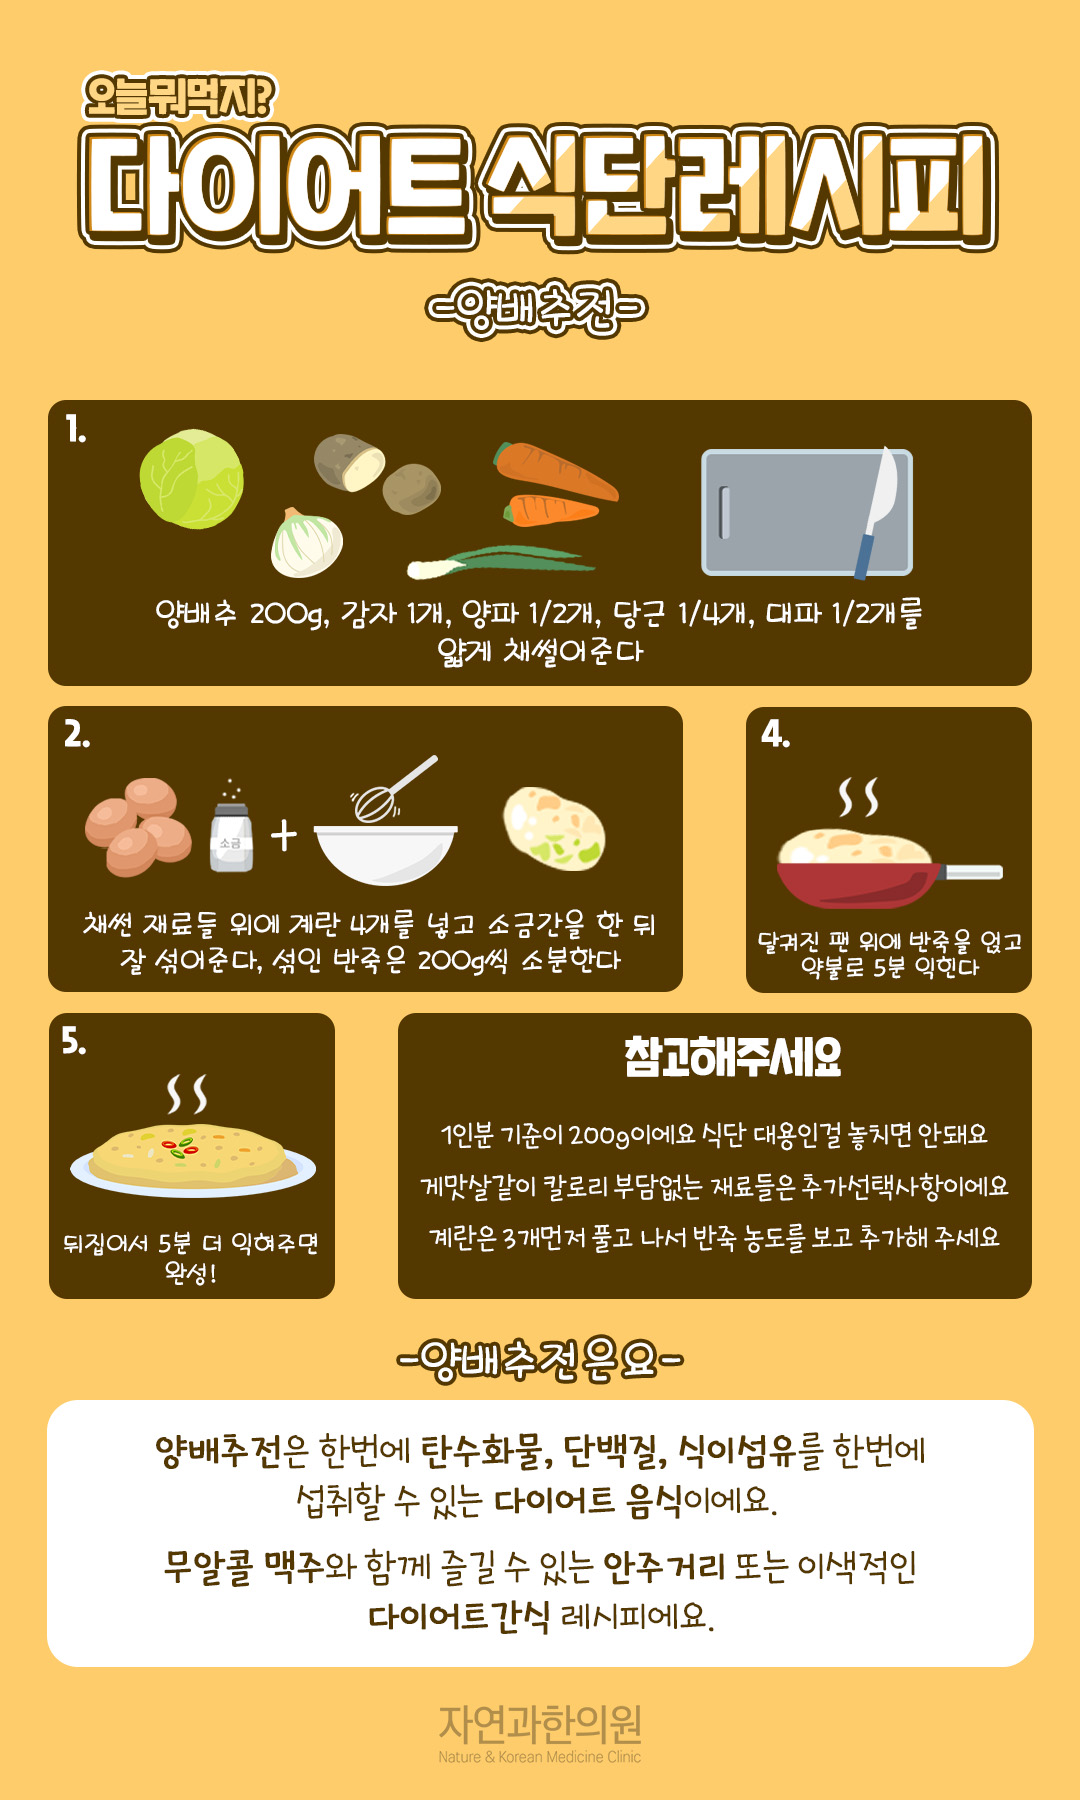 오늘뭐먹지?
다이어트 식단레시피
-양배추전-
1.
양배추 200g, 감자 1개, 양파 1/2개, 당근 1/4개, 대파 1/2개를
얇게 채썰어준다
2.
소금
채썬 재료들 위에 계란 4개를 넣고 소금간을 한 뒤
잘 섞어준다, 섞인 반죽은 200g씩 소분한다
4.
달궈진 팬 위에 반죽을 얹고
약불로 5분 익힌다
5.
뒤집어서 5분 더 익혀주면
완성!
참고해주세요
1인분 기준이 200g이에요 식단 대용인걸 놓치면 안돼요
게맛살같이 칼로리 부담없는 재료들은 추가선택사항이에요
계란은 3개먼저 풀고 나서 반죽 농도를 보고 추가해 주세요
-양배추전은요-
양배추전은 한번에 탄수화물, 단백질, 식이섬유를 한번에
섭취할 수 있는 다이어트 음식이에요.
무알콜 맥주와 함께 즐길 수 있는 안주거리 또는 이색적인
다이어트간식 레시피에요.
자연과한의원
Nature & Korean Medicine Clinic